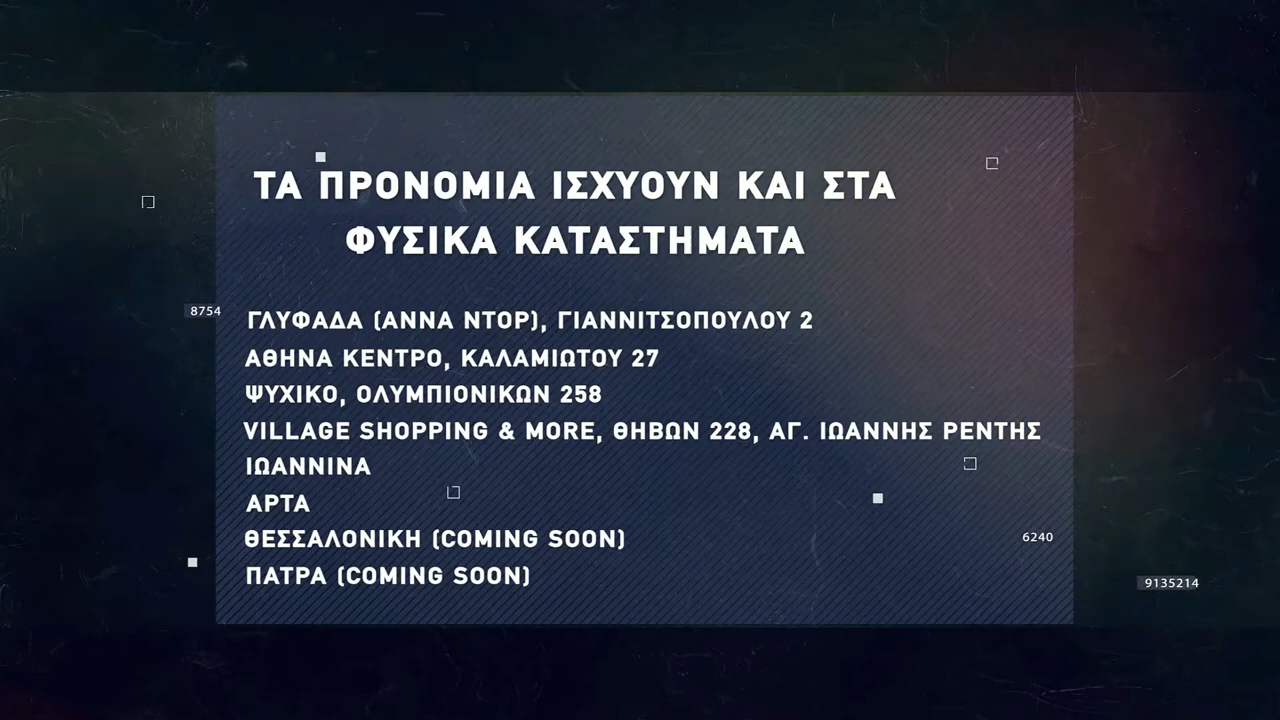 ΤΑ ΠΡΟΝΟΜΙΑ ΙΣΧΥΟΥΝ ΚΑΙ ΣΤΑ
ΦΥΣΙΚΑ ΚΑΤΑΣΤΗΜΑΤΑ
8754
ΓΛΥΦΑΔΑ (ΑΝΝΑ ΝΤΟΡ), ΓΙΑΝΝΙΤΣΟΠΟΥΛΟΥ 2
ΑΘΗΝΑ ΚΕΝΤΡΟ, ΚΑΛΑΜΙΩΤΟΥ 27
ΨΥΧΙΚΟ, ΟΛΥΜΠΙΟΝΙΚΩΝ 258
VILLAGE SHOPPING & MORE, ΘΗΒΩΝ 228, ΑΓ. ΙΩΑΝΝΗΣ ΡΕΝΤΗΣ
ΙΩΑΝΝΙΝΑ
ΑΡΤΑ
ΘΕΣΣΑΛΟΝΙΚΗ (COMING SOON)
6240
ΠΑΤΡΑ (COMING SOON)
9135214